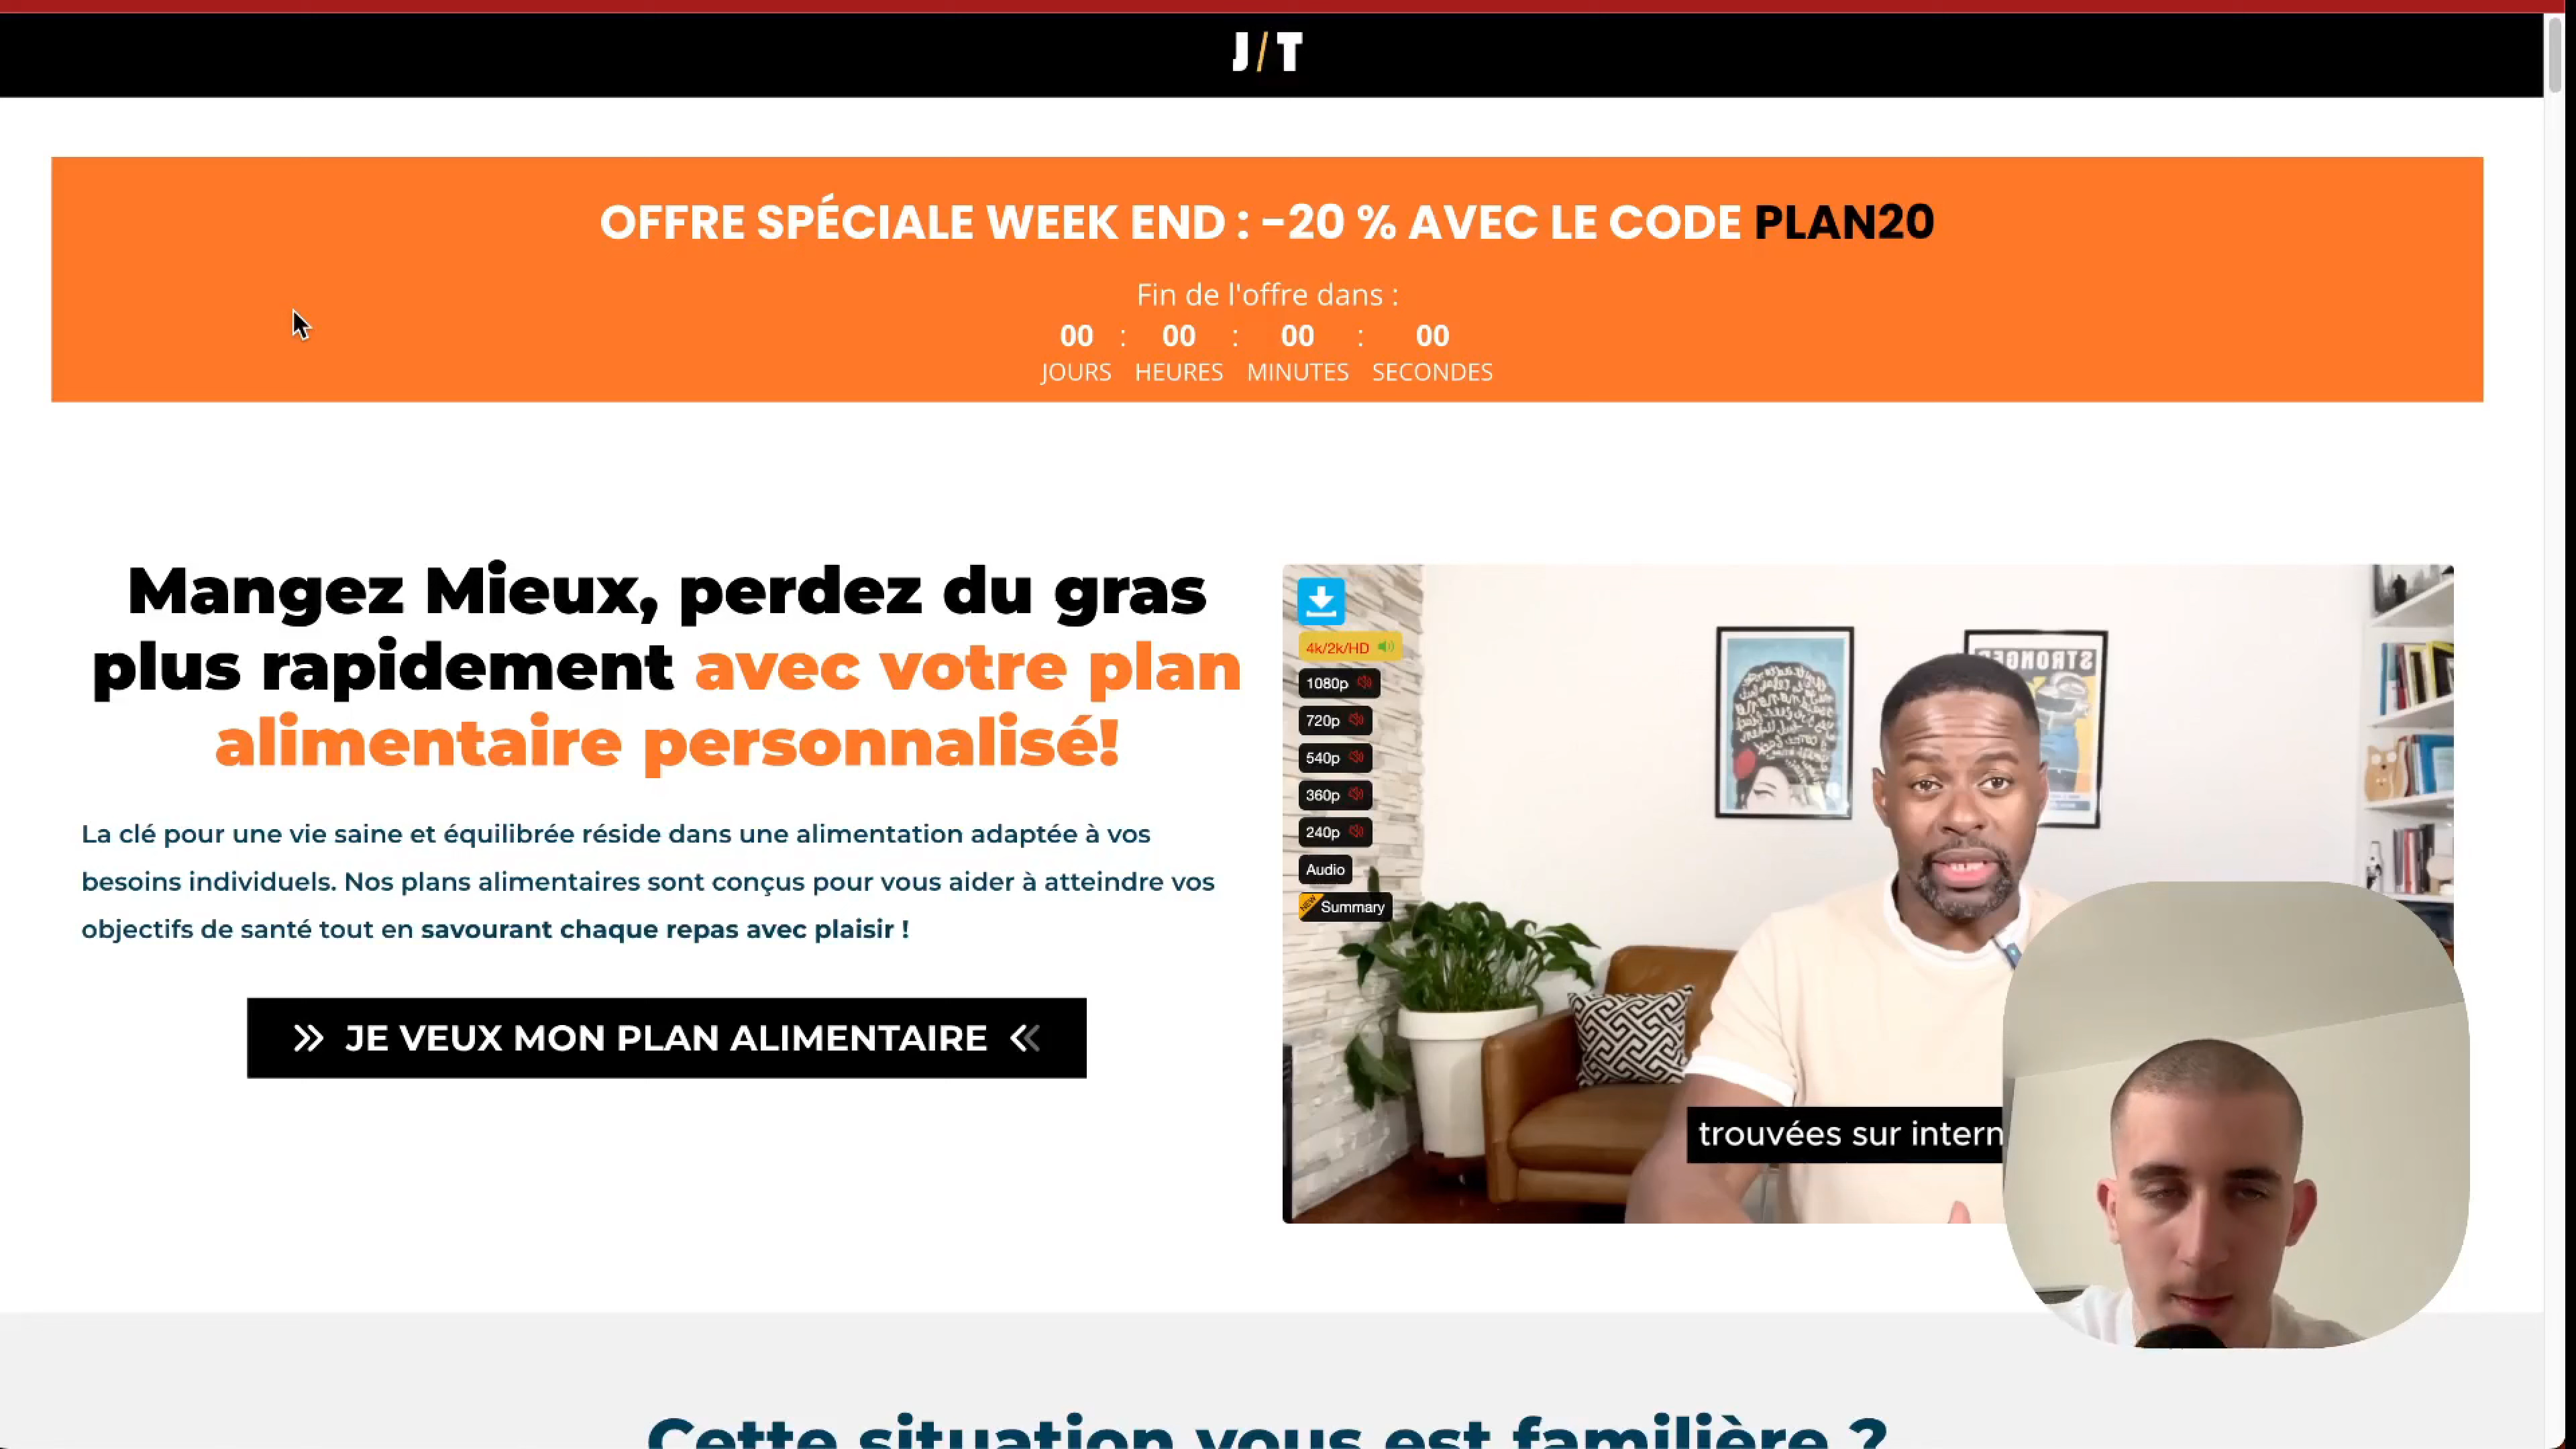 J/T
OFFRE SPÉCIALE WEEK END : -20 % AVEC LE CODE PLAN20
Fin de l'offre dans :
00 : 00 : 00 : 00
JOURS HEURES MINUTES SECONDES
Mangez Mieux, perdez du gras
plus rapidement avec votre plan
alimentaire personnalisé!
La clé pour une vie saine et équilibrée réside dans une alimentation adaptée à vos
besoins individuels. Nos plans alimentaires sont conçus pour vous aider à atteindre vos
objectifs de santé tout en savourant chaque repas avec plaisir !
>> JE VEUX MON PLAN ALIMENTAIRE <<
4k/2k/HD
1080p
720p
540p
360p
240p
Audio
NEW Summary
STRONGER
trouvées sur intern
Cette situation vous est familière ?